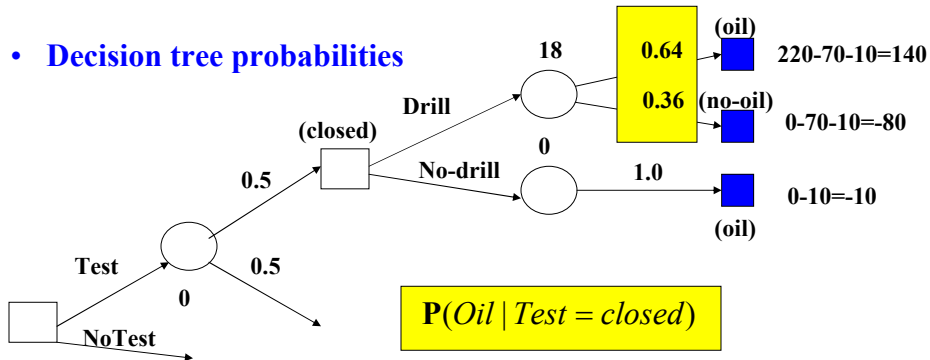 • Decision tree probabilities
18
0.64
(oil)
220-70-10=140
Drill
0.36
(no-oil)
0-70-10=-80
(closed)
0
No-drill
1.0
0-10=-10
(oil)
0.5
Test
0.5
0
NoTest
P(Oil | Test = closed)